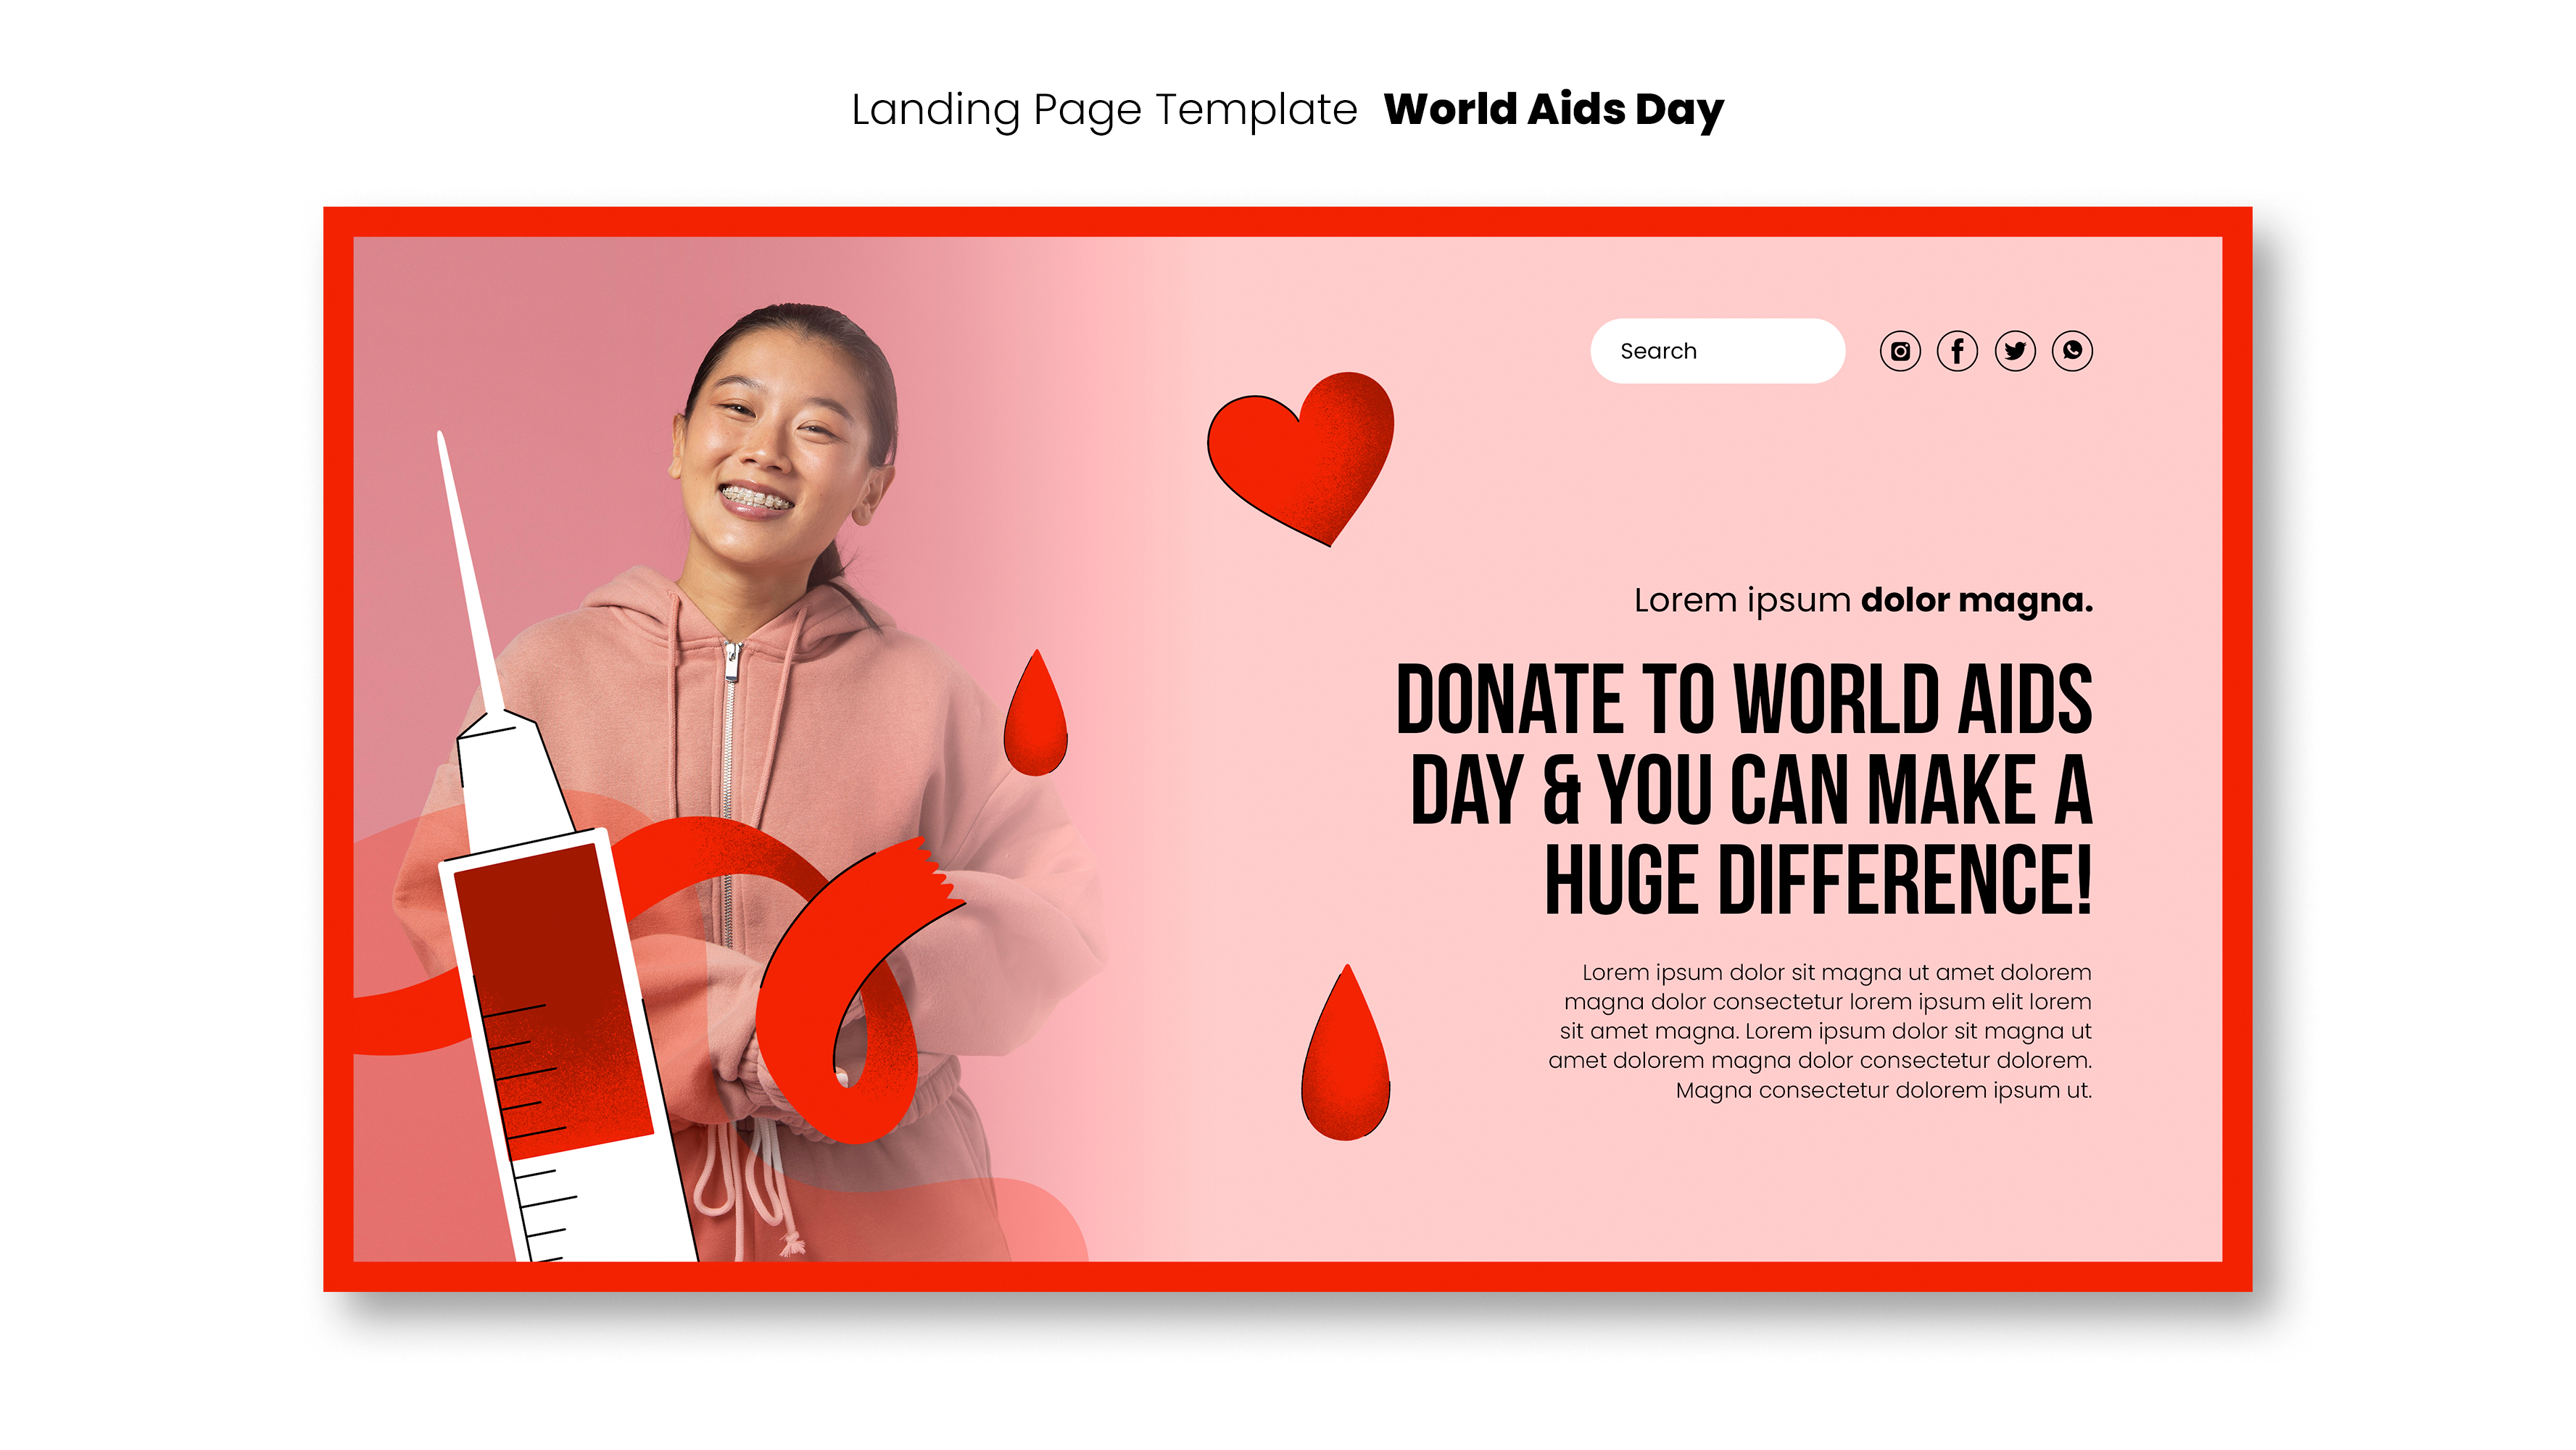 Landing Page Template World Aids Day
Search
Lorem ipsum dolor magna.
DONATE TO WORLD AIDS
DAY & YOU CAN MAKE A
HUGE DIFFERENCE!
Lorem ipsum dolor sit magna ut amet dolorem
magna dolor consectetur lorem ipsum elit lorem
sit amet magna. Lorem ipsum dolor sit magna ut
amet dolorem magna dolor consectetur dolorem.
Magna consectetur dolorem ipsum ut.